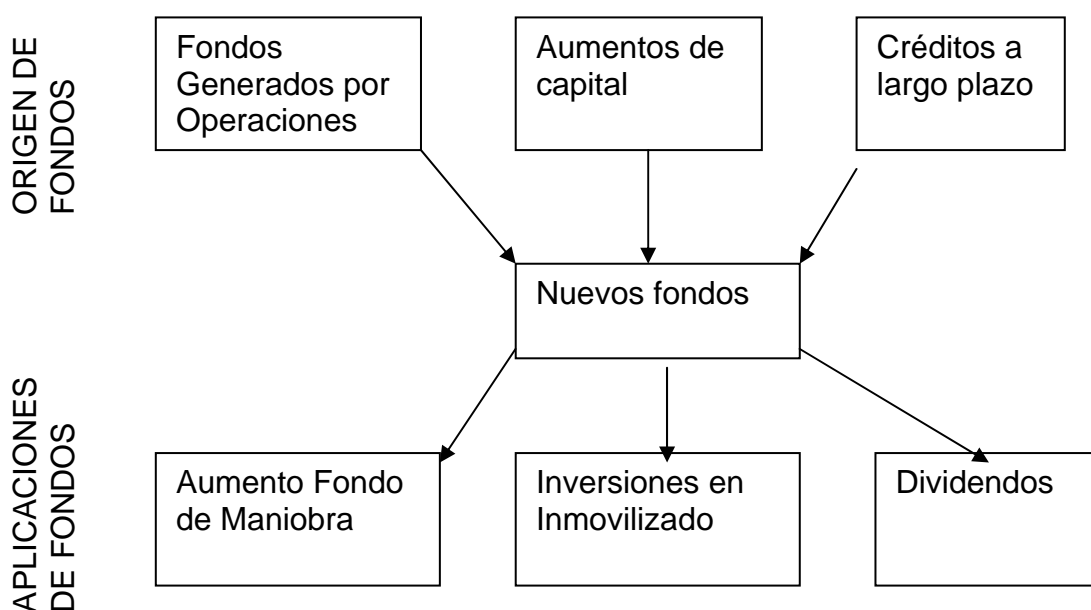 ORIGEN DE
FONDOS
Fondos
Generados por
Operaciones
Aumentos de
capital
Créditos a
largo plazo
Nuevos fondos
APLICACIONES
DE FONDOS
Aumento Fondo
de Maniobra
Inversiones en
Inmovilizado
Dividendos